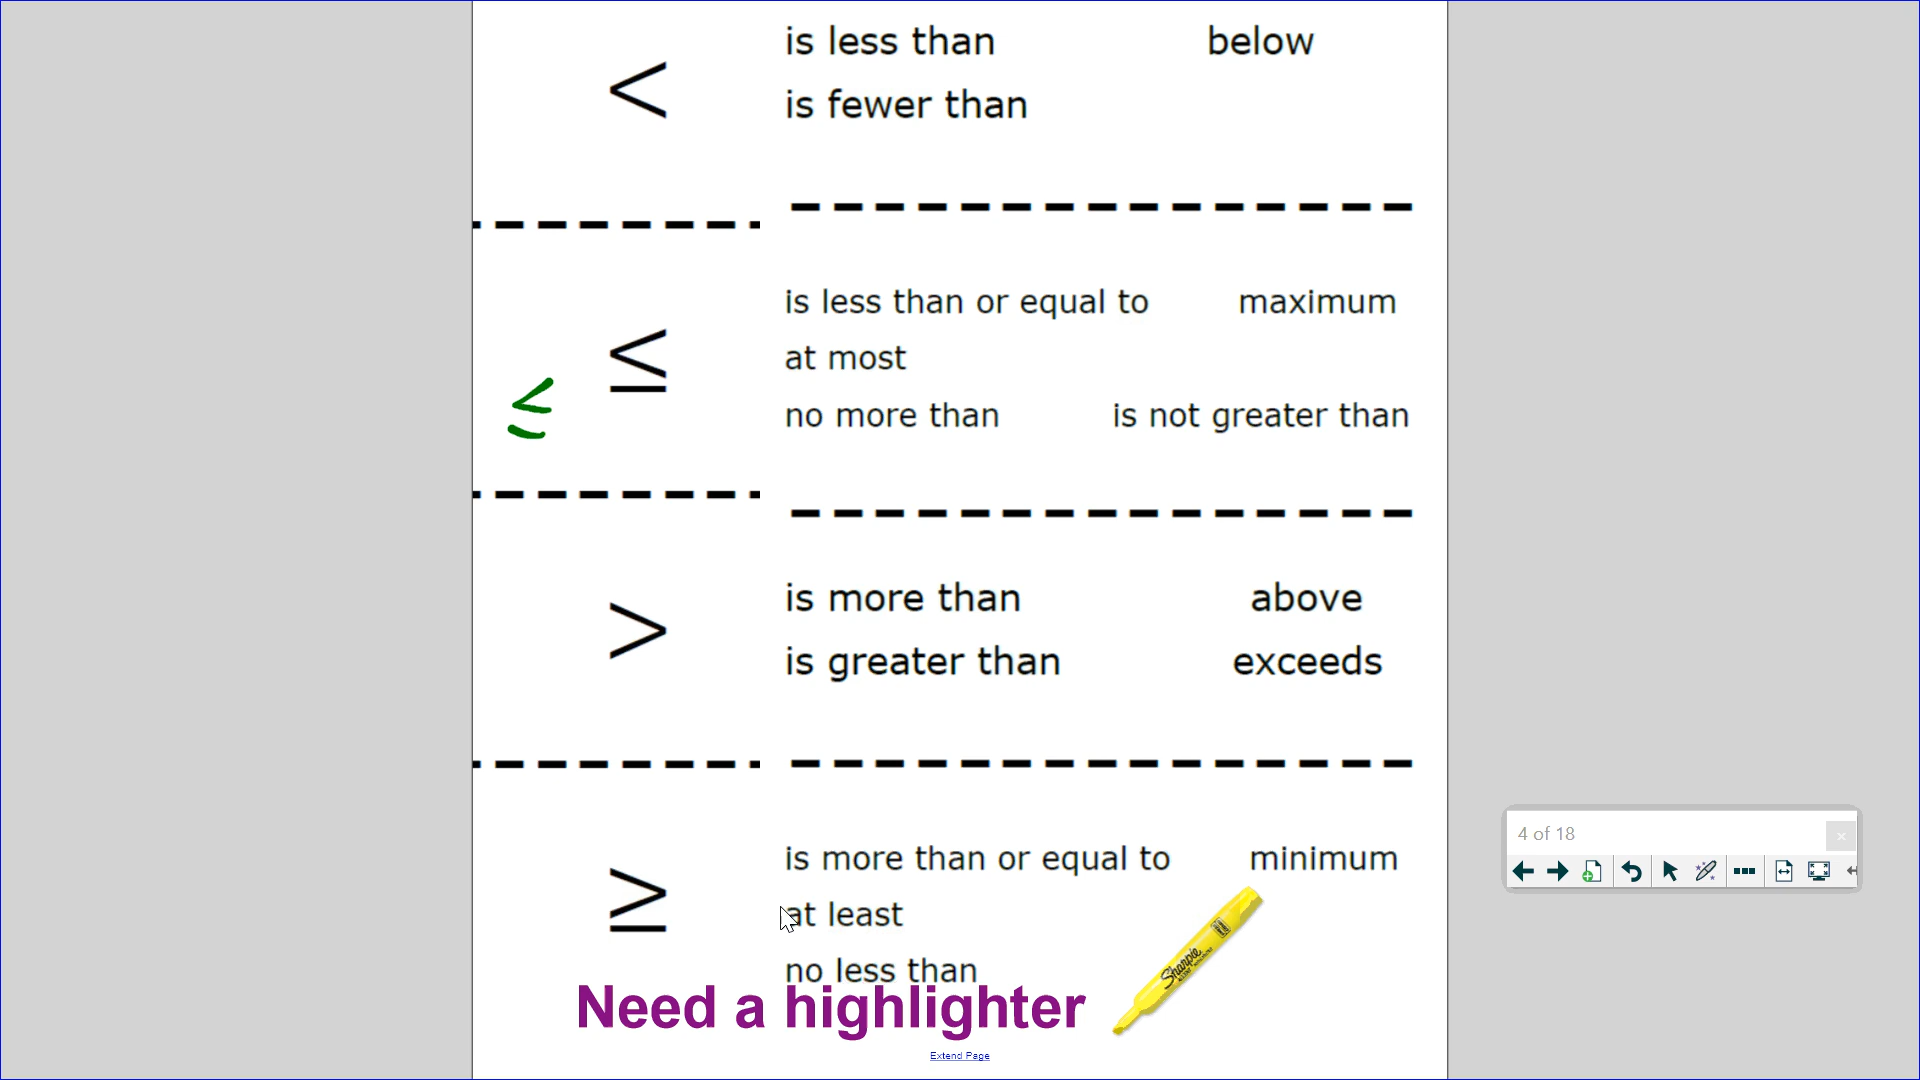 < is less than below
is fewer than
≤ is less than or equal to maximum
at most
≤ no more than is not greater than
> is more than above
is greater than exceeds
≥ is more than or equal to minimum
at least
no less than
Need a highlighter
Sharpie
Extend Page
4 of 18